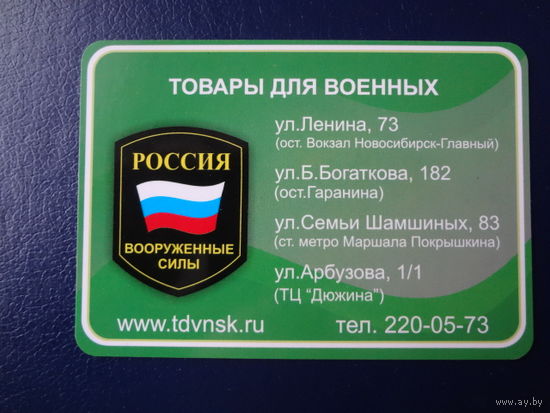 ТОВАРЫ ДЛЯ ВОЕННЫХ
РОССИЯ
ВООРУЖЕННЫЕ
СИЛЫ
ул.Ленина, 73
(ост. Вокзал Новосибирск-Главный)
ул.Б.Богаткова, 182
(ост.Гаранина)
ул.Семьи Шамшиных, 83
(ст. метро Маршала Покрышкина)
ул.Арбузова, 1/1
(ТЦ "Дюжина")
www.tdvnsk.ru
тел. 220-05-73
www.ay.by